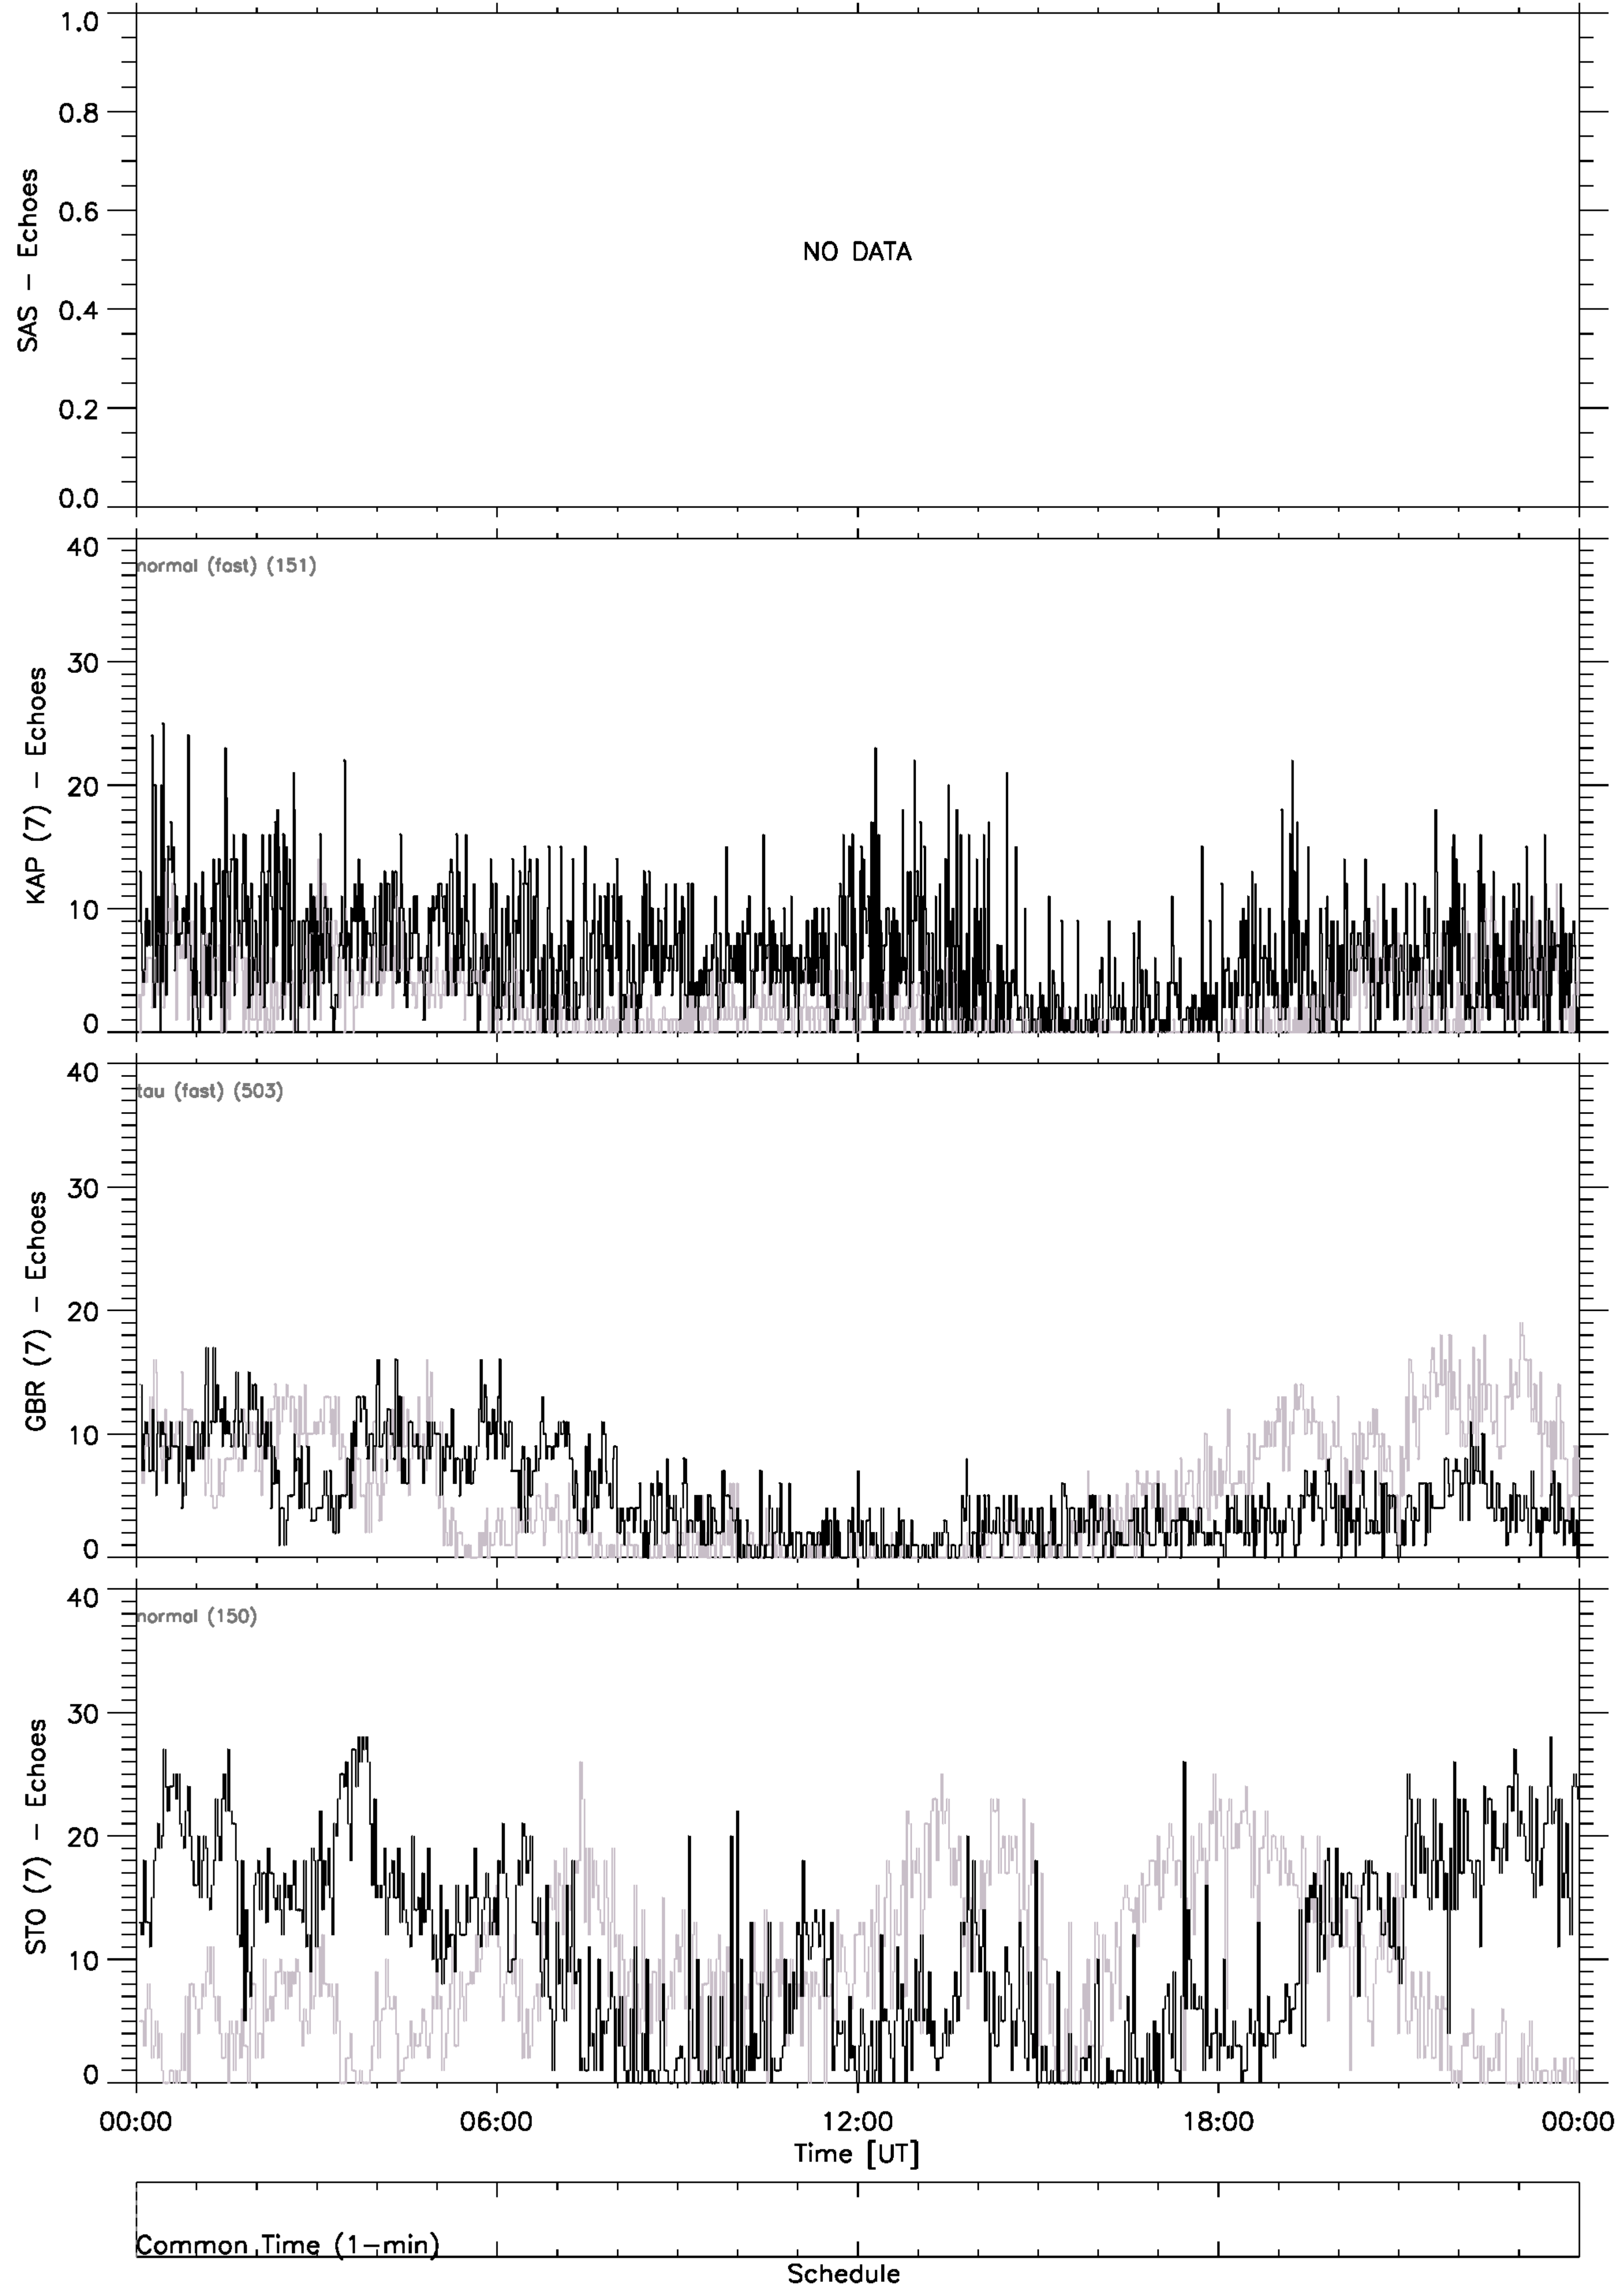 SAS − Echoes
1.0
0.8
0.6
0.4
0.2
0.0
NO DATA
KAP (7) − Echoes
40
30
20
10
0
normal (fast) (151)
GBR (7) − Echoes
40
30
20
10
0
tau (fast) (503)
STO (7) − Echoes
40
30
20
10
0
normal (150)
00:00 06:00 12:00 18:00 00:00
Time [UT]
Common Time (1−min)
Schedule